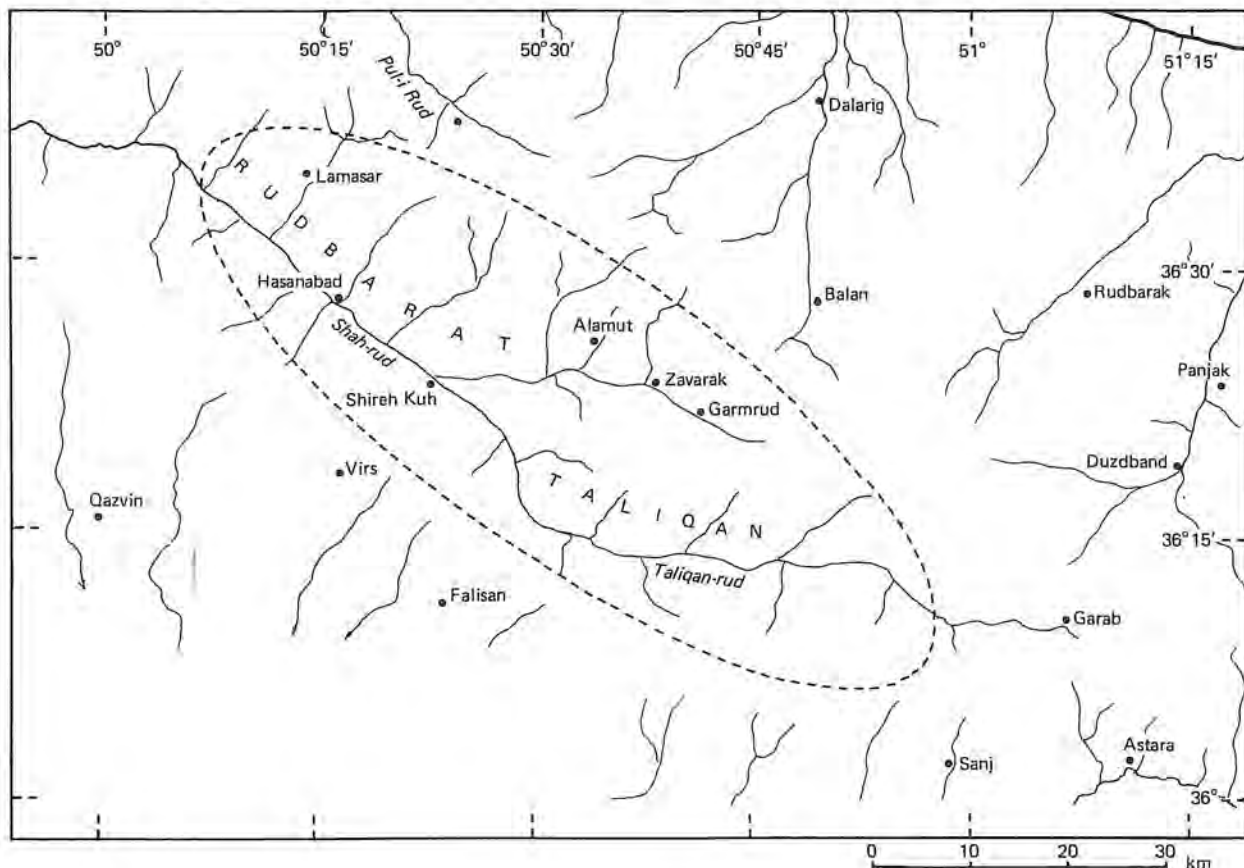 50°
50°15′
50°30′
50°45′
51°
51°15′
Pul-i Rud
Dalarig
RUDBARAT
Lamasar
36°30′
Hasanabad
Balan
Rudbarak
Alamut
Shah-rud
Panjak
Shireh Kuh
Zavarak
Garmrud
Virs
Duzdband
TALIQAN
Qazvin
36°15′
Taliqan-rud
Falisan
Garab
Astara
Sanj
36°
0 10 20 30
km